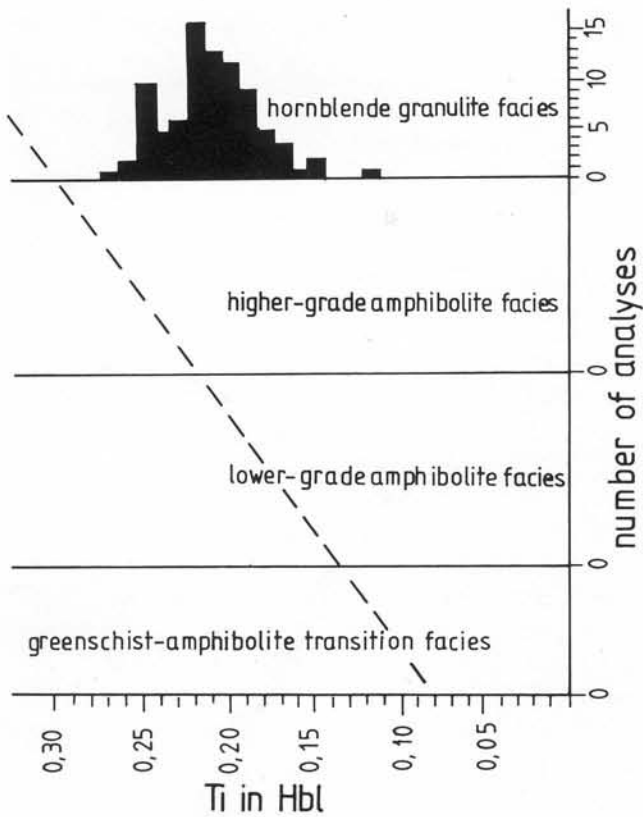 15
10
5
0
hornblende granulite facies
higher-grade amphibolite facies
0
lower-grade amphibolite facies
0
greenschist-amphibolite transition facies
0
number of analyses
0,30
0,25
0,20
0,15
0,10
0,05
Ti in Hbl